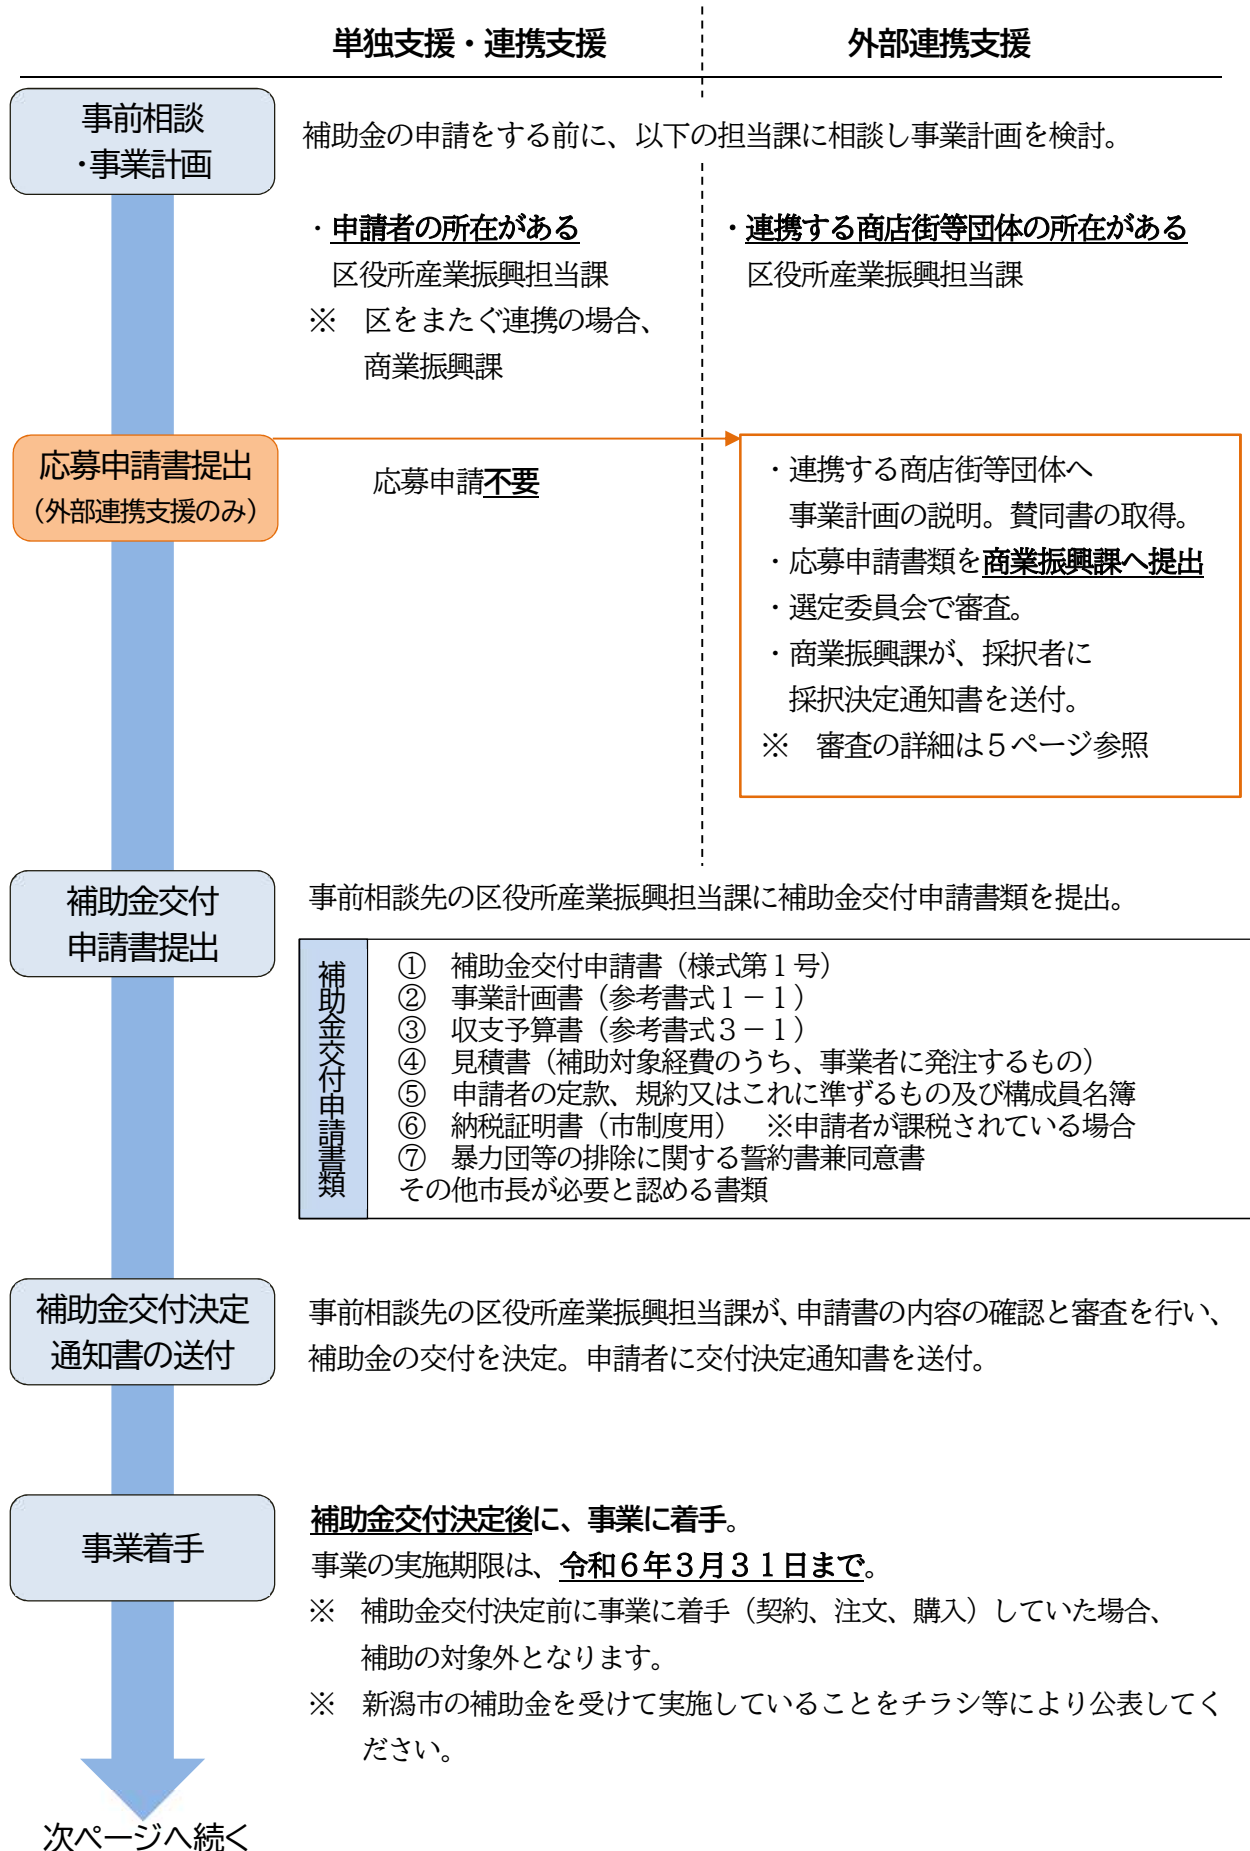 単独支援・連携支援
外部連携支援
事前相談
・事業計画
補助金の申請をする前に、以下の担当課に相談し事業計画を検討。
・申請者の所在がある
区役所産業振興担当課
※　区をまたぐ連携の場合、
商業振興課
・連携する商店街等団体の所在がある
区役所産業振興担当課
応募申請書提出
（外部連携支援のみ）
応募申請不要
・連携する商店街等団体へ
事業計画の説明。賛同書の取得。
・応募申請書類を商業振興課へ提出
・選定委員会で審査。
・商業振興課が、採択者に
採択決定通知書を送付。
※　審査の詳細は５ページ参照
補助金交付
申請書提出
事前相談先の区役所産業振興担当課に補助金交付申請書類を提出。
補助金交付申請書類
①　補助金交付申請書（様式第１号）
②　事業計画書（参考書式１－１）
③　収支予算書（参考書式３－１）
④　見積書（補助対象経費のうち、事業者に発注するもの）
⑤　申請者の定款、規約又はこれに準ずるもの及び構成員名簿
⑥　納税証明書（市制度用）　※申請者が課税されている場合
⑦　暴力団等の排除に関する誓約書兼同意書
その他市長が必要と認める書類
補助金交付決定
通知書の送付
事前相談先の区役所産業振興担当課が、申請書の内容の確認と審査を行い、
補助金の交付を決定。申請者に交付決定通知書を送付。
事業着手
補助金交付決定後に、事業に着手。
事業の実施期限は、令和６年３月３１日まで。
※　補助金交付決定前に事業に着手（契約、注文、購入）していた場合、
補助の対象外となります。
※　新潟市の補助金を受けて実施していることをチラシ等により公表してく
ださい。
次ページへ続く